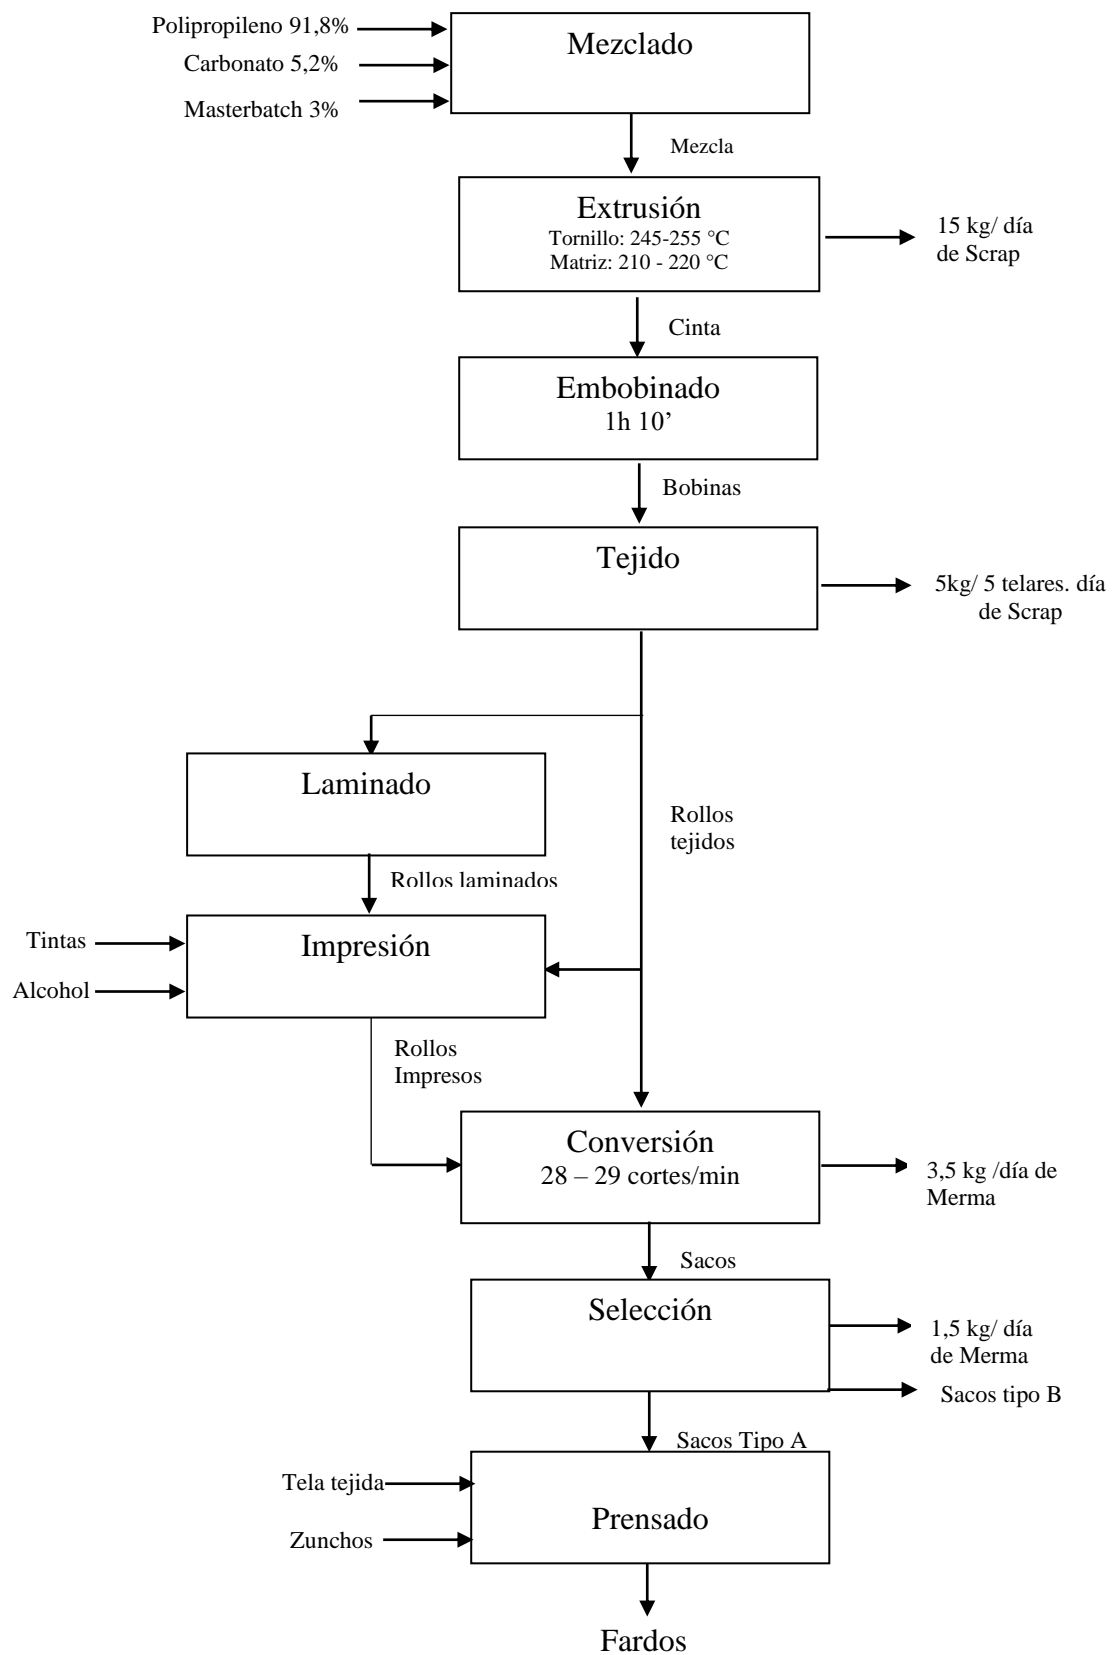 Polipropileno 91,8%
Carbonato 5,2%
Masterbatch 3%
Mezclado
Mezcla
Extrusión
Tornillo: 245-255 °C
Matriz: 210 - 220 °C
15 kg/ día
de Scrap
Cinta
Embobinado
1h 10’
Bobinas
Tejido
5kg/ 5 telares. día
de Scrap
Laminado
Rollos
tejidos
Rollos laminados
Tintas
Alcohol
Impresión
Rollos
Impresos
Conversión
28 – 29 cortes/min
3,5 kg /día de
Merma
Sacos
Selección
1,5 kg/ día
de Merma
Sacos tipo B
Sacos Tipo A
Tela tejida
Zunchos
Prensado
Fardos